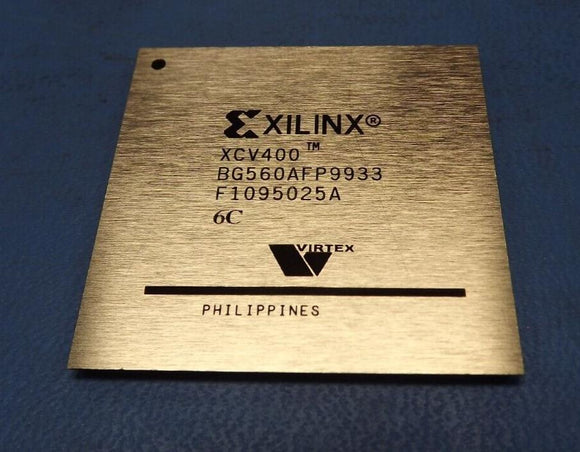 XILINX®
XCV400™
BG560AFP9933
F1095025A
6C
VIRTEX
PHILIPPINES